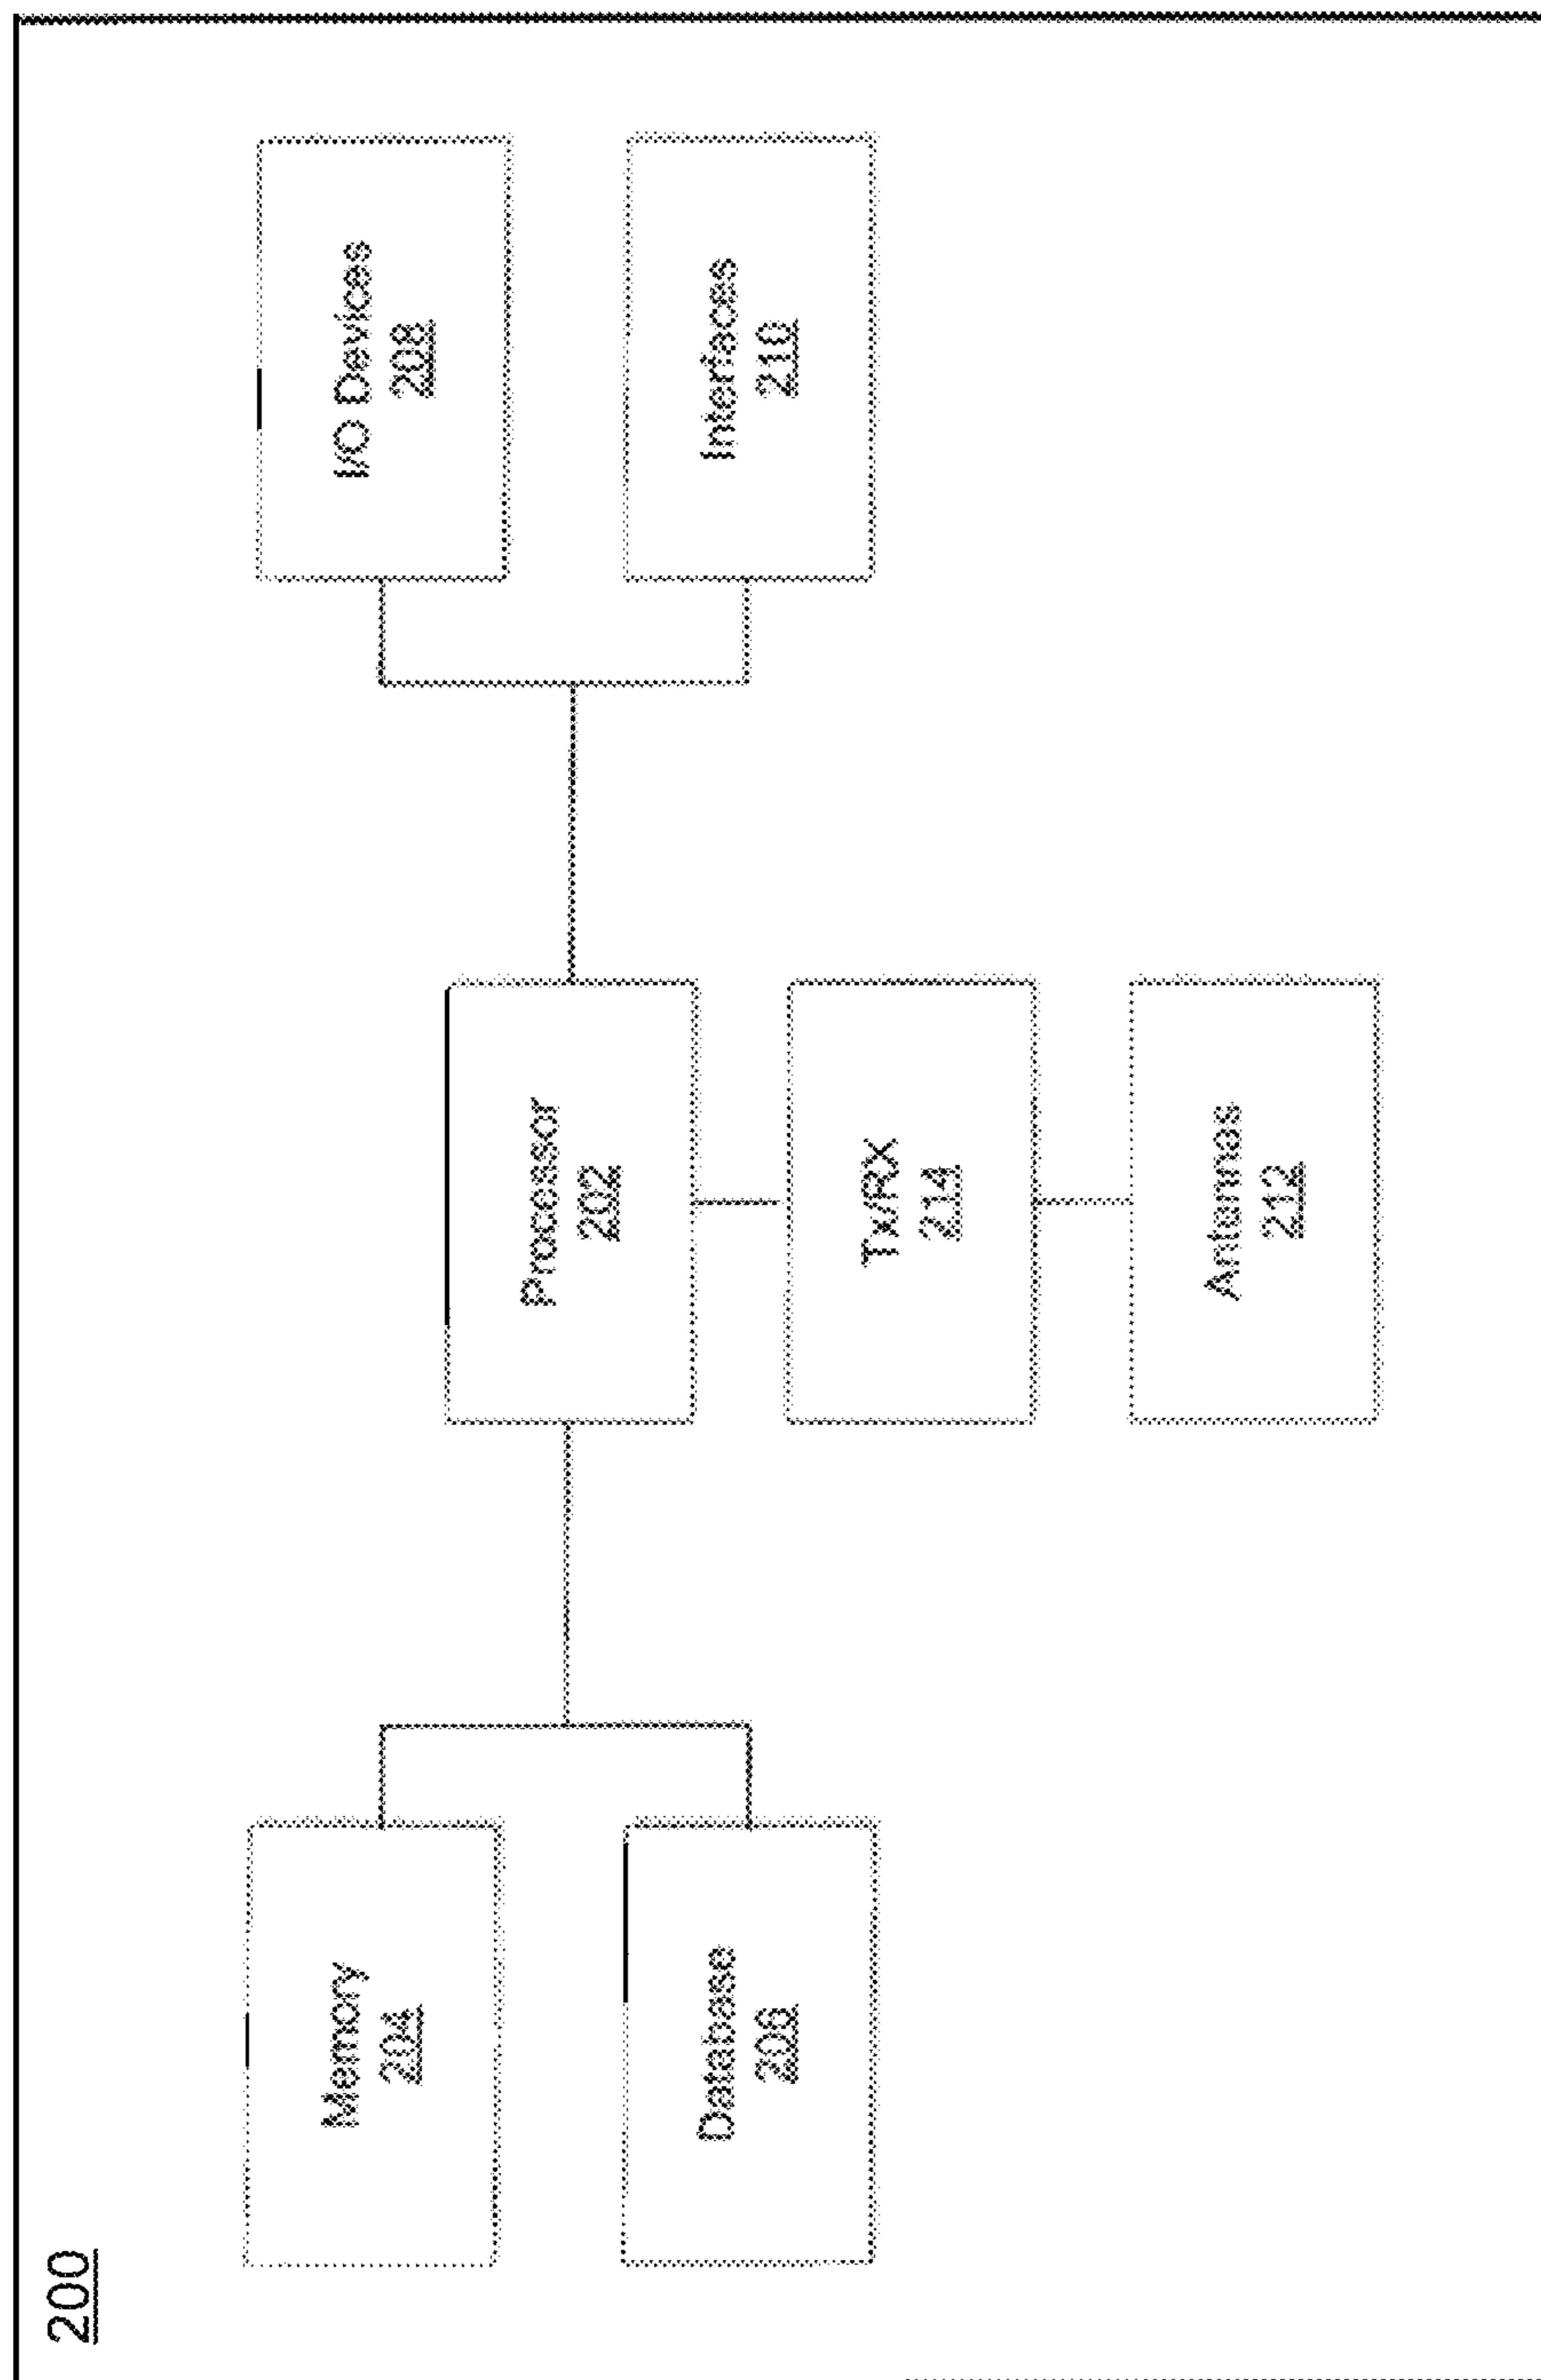 200
Memory
204
Database
206
Processor
202
Tx/RX
214
Antennas
212
I/O Devices
208
Interfaces
210